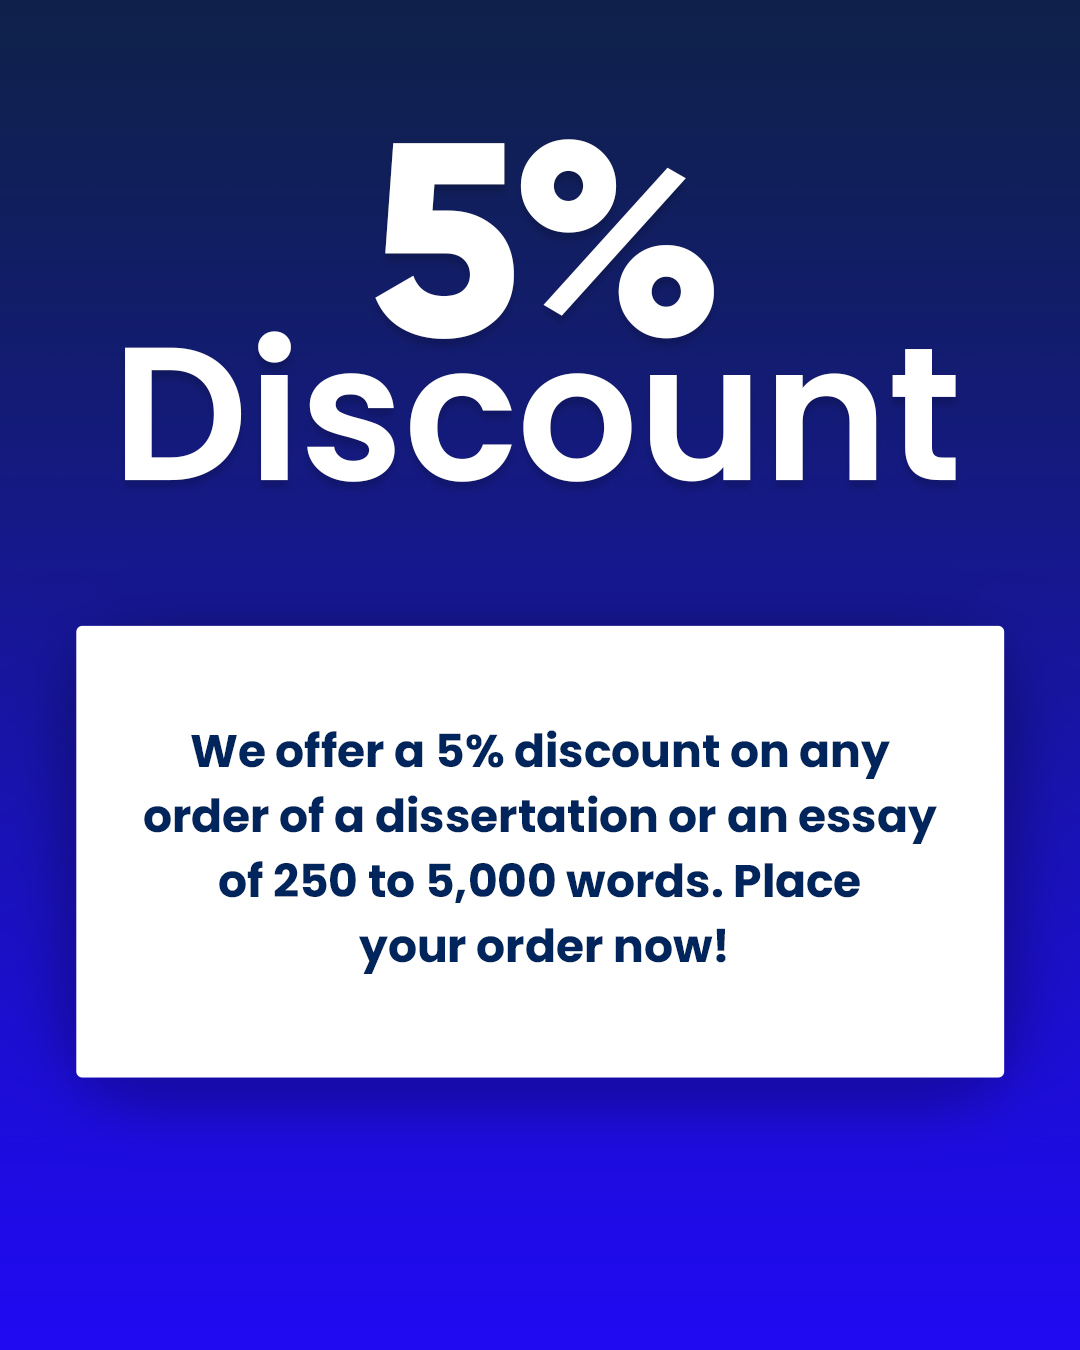 5%
Discount
We offer a 5% discount on any
order of a dissertation or an essay
of 250 to 5,000 words. Place
your order now!